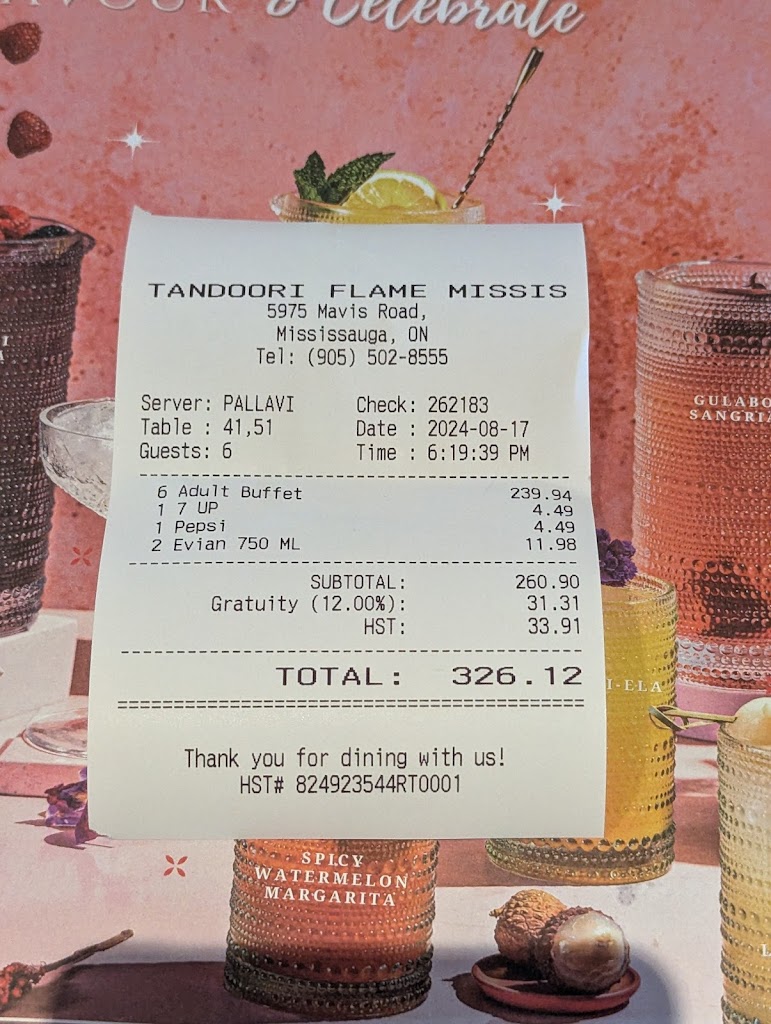 & Celebrate
TANDOORI FLAME MISSIS
5975 Mavis Road,
Mississauga, ON
Tel: (905) 502-8555
Server: PALLAVI Check: 262183
Table : 41,51 Date : 2024-08-17
Guests: 6 Time : 6:19:39 PM
6 Adult Buffet 239.94
1 7 UP 4.49
1 Pepsi 4.49
2 Evian 750 ML 11.98
SUBTOTAL: 260.90
Gratuity (12.00%): 31.31
HST: 33.91
TOTAL: 326.12
Thank you for dining with us!
HST# 824923544RT0001
GULABO
SANGRIA
I-ELA
SPICY
WATERMELON
MARGARITA